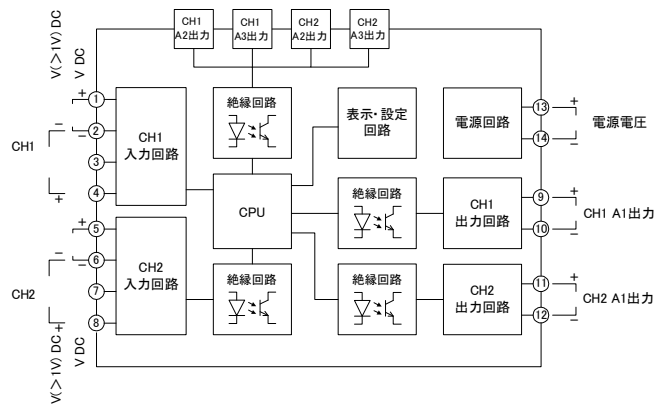 CH1
A2出力
CH1
A3出力
CH2
A2出力
CH2
A3出力
V(>1V) DC
V DC
CH1
+
−
−
+
1
2
3
4
CH1
入力回路
絶縁回路
表示・設定
回路
電源回路
13
14
+
−
電源電圧
CPU
絶縁回路
CH1
出力回路
9
10
+
−
CH1 A1出力
CH2
+
−
−
+
5
6
7
8
CH2
入力回路
絶縁回路
絶縁回路
CH2
出力回路
11
12
+
−
CH2 A1出力
V(>1V) DC
V DC